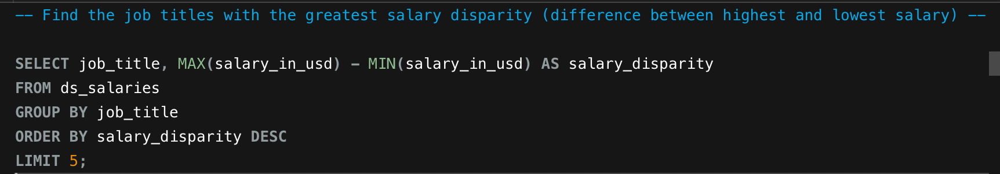 -- Find the job titles with the greatest salary disparity (difference between highest and lowest salary) --
SELECT job_title, MAX(salary_in_usd) - MIN(salary_in_usd) AS salary_disparity
FROM ds_salaries
GROUP BY job_title
ORDER BY salary_disparity DESC
LIMIT 5;